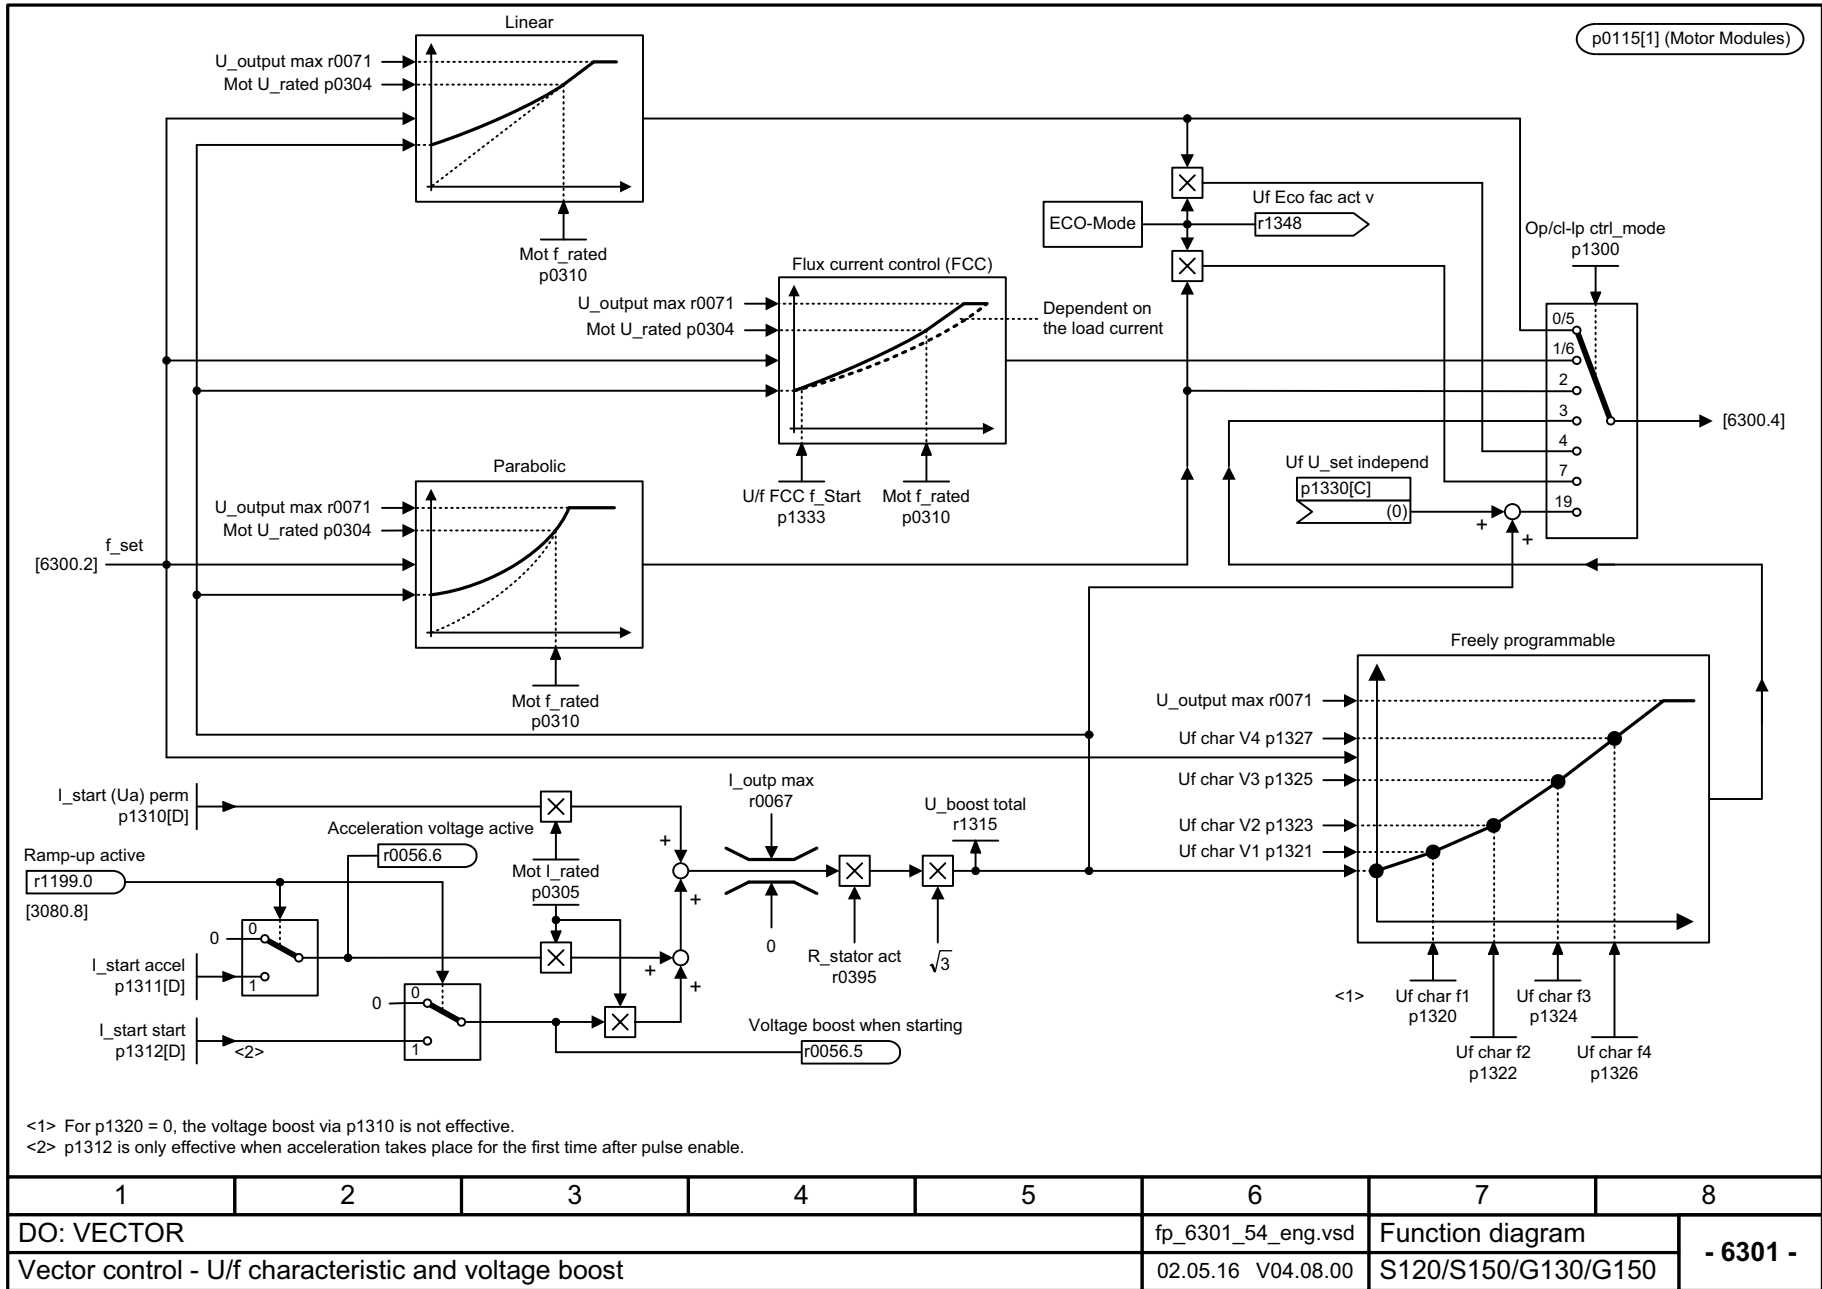 Linear
p0115[1] (Motor Modules)
U_output max r0071
Mot U_rated p0304
Mot f_rated
p0310
ECO-Mode
Uf Eco fac act v
r1348
Op/cl-lp ctrl_mode
p1300
Flux current control (FCC)
U_output max r0071
Mot U_rated p0304
Dependent on
the load current
U/f FCC f_Start
p1333
Mot f_rated
p0310
0/5
1/6
2
3
4
7
19
[6300.4]
Uf U_set independ
p1330[C]
(0)
+
+
Parabolic
U_output max r0071
Mot U_rated p0304
f_set
[6300.2]
Mot f_rated
p0310
Freely programmable
U_output max r0071
Uf char V4 p1327
Uf char V3 p1325
Uf char V2 p1323
Uf char V1 p1321
<1>
Uf char f1
p1320
Uf char f3
p1324
Uf char f2
p1322
Uf char f4
p1326
I_start (Ua) perm
p1310[D]
Acceleration voltage active
r0056.6
Ramp-up active
r1199.0
[3080.8]
Mot I_rated
p0305
I_outp max
r0067
0
U_boost total
r1315
R_stator act
r0395
√3
+
+
+
+
0
0
1
I_start accel
p1311[D]
0
0
1
I_start start
p1312[D]
<2>
Voltage boost when starting
r0056.5
<1> For p1320 = 0, the voltage boost via p1310 is not effective.
<2> p1312 is only effective when acceleration takes place for the first time after pulse enable.
1 2 3 4 5 6 7 8
DO: VECTOR
fp_6301_54_eng.vsd
Function diagram
- 6301 -
Vector control - U/f characteristic and voltage boost
02.05.16 V04.08.00
S120/S150/G130/G150